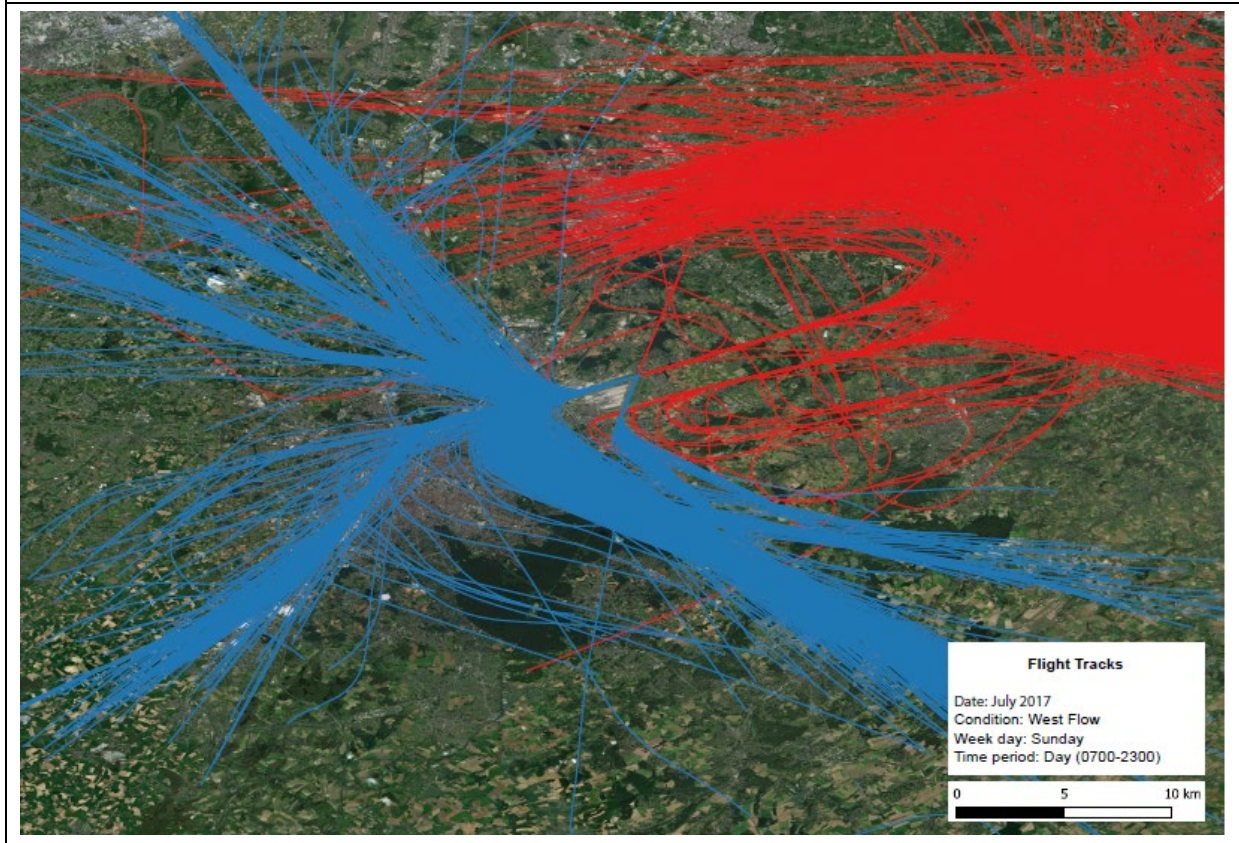 Flight Tracks
Date: July 2017
Condition: West Flow
Week day: Sunday
Time period: Day (0700-2300)
0 5 10 km